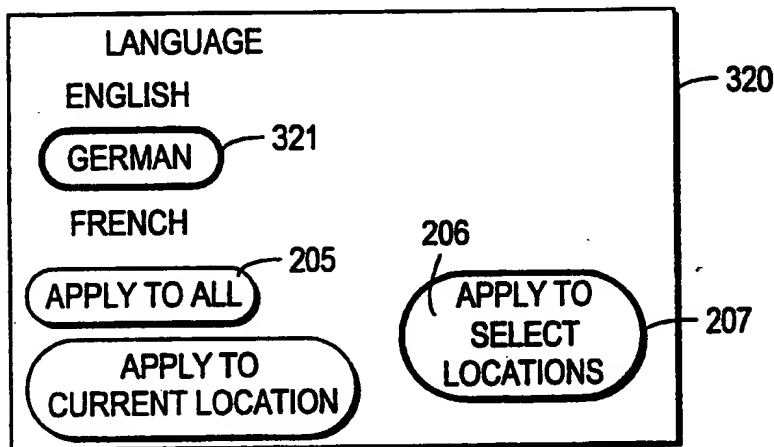 LANGUAGE
ENGLISH
320
GERMAN
321
FRENCH
206
205
APPLY TO ALL
APPLY TO
SELECT
LOCATIONS
207
APPLY TO
CURRENT LOCATION